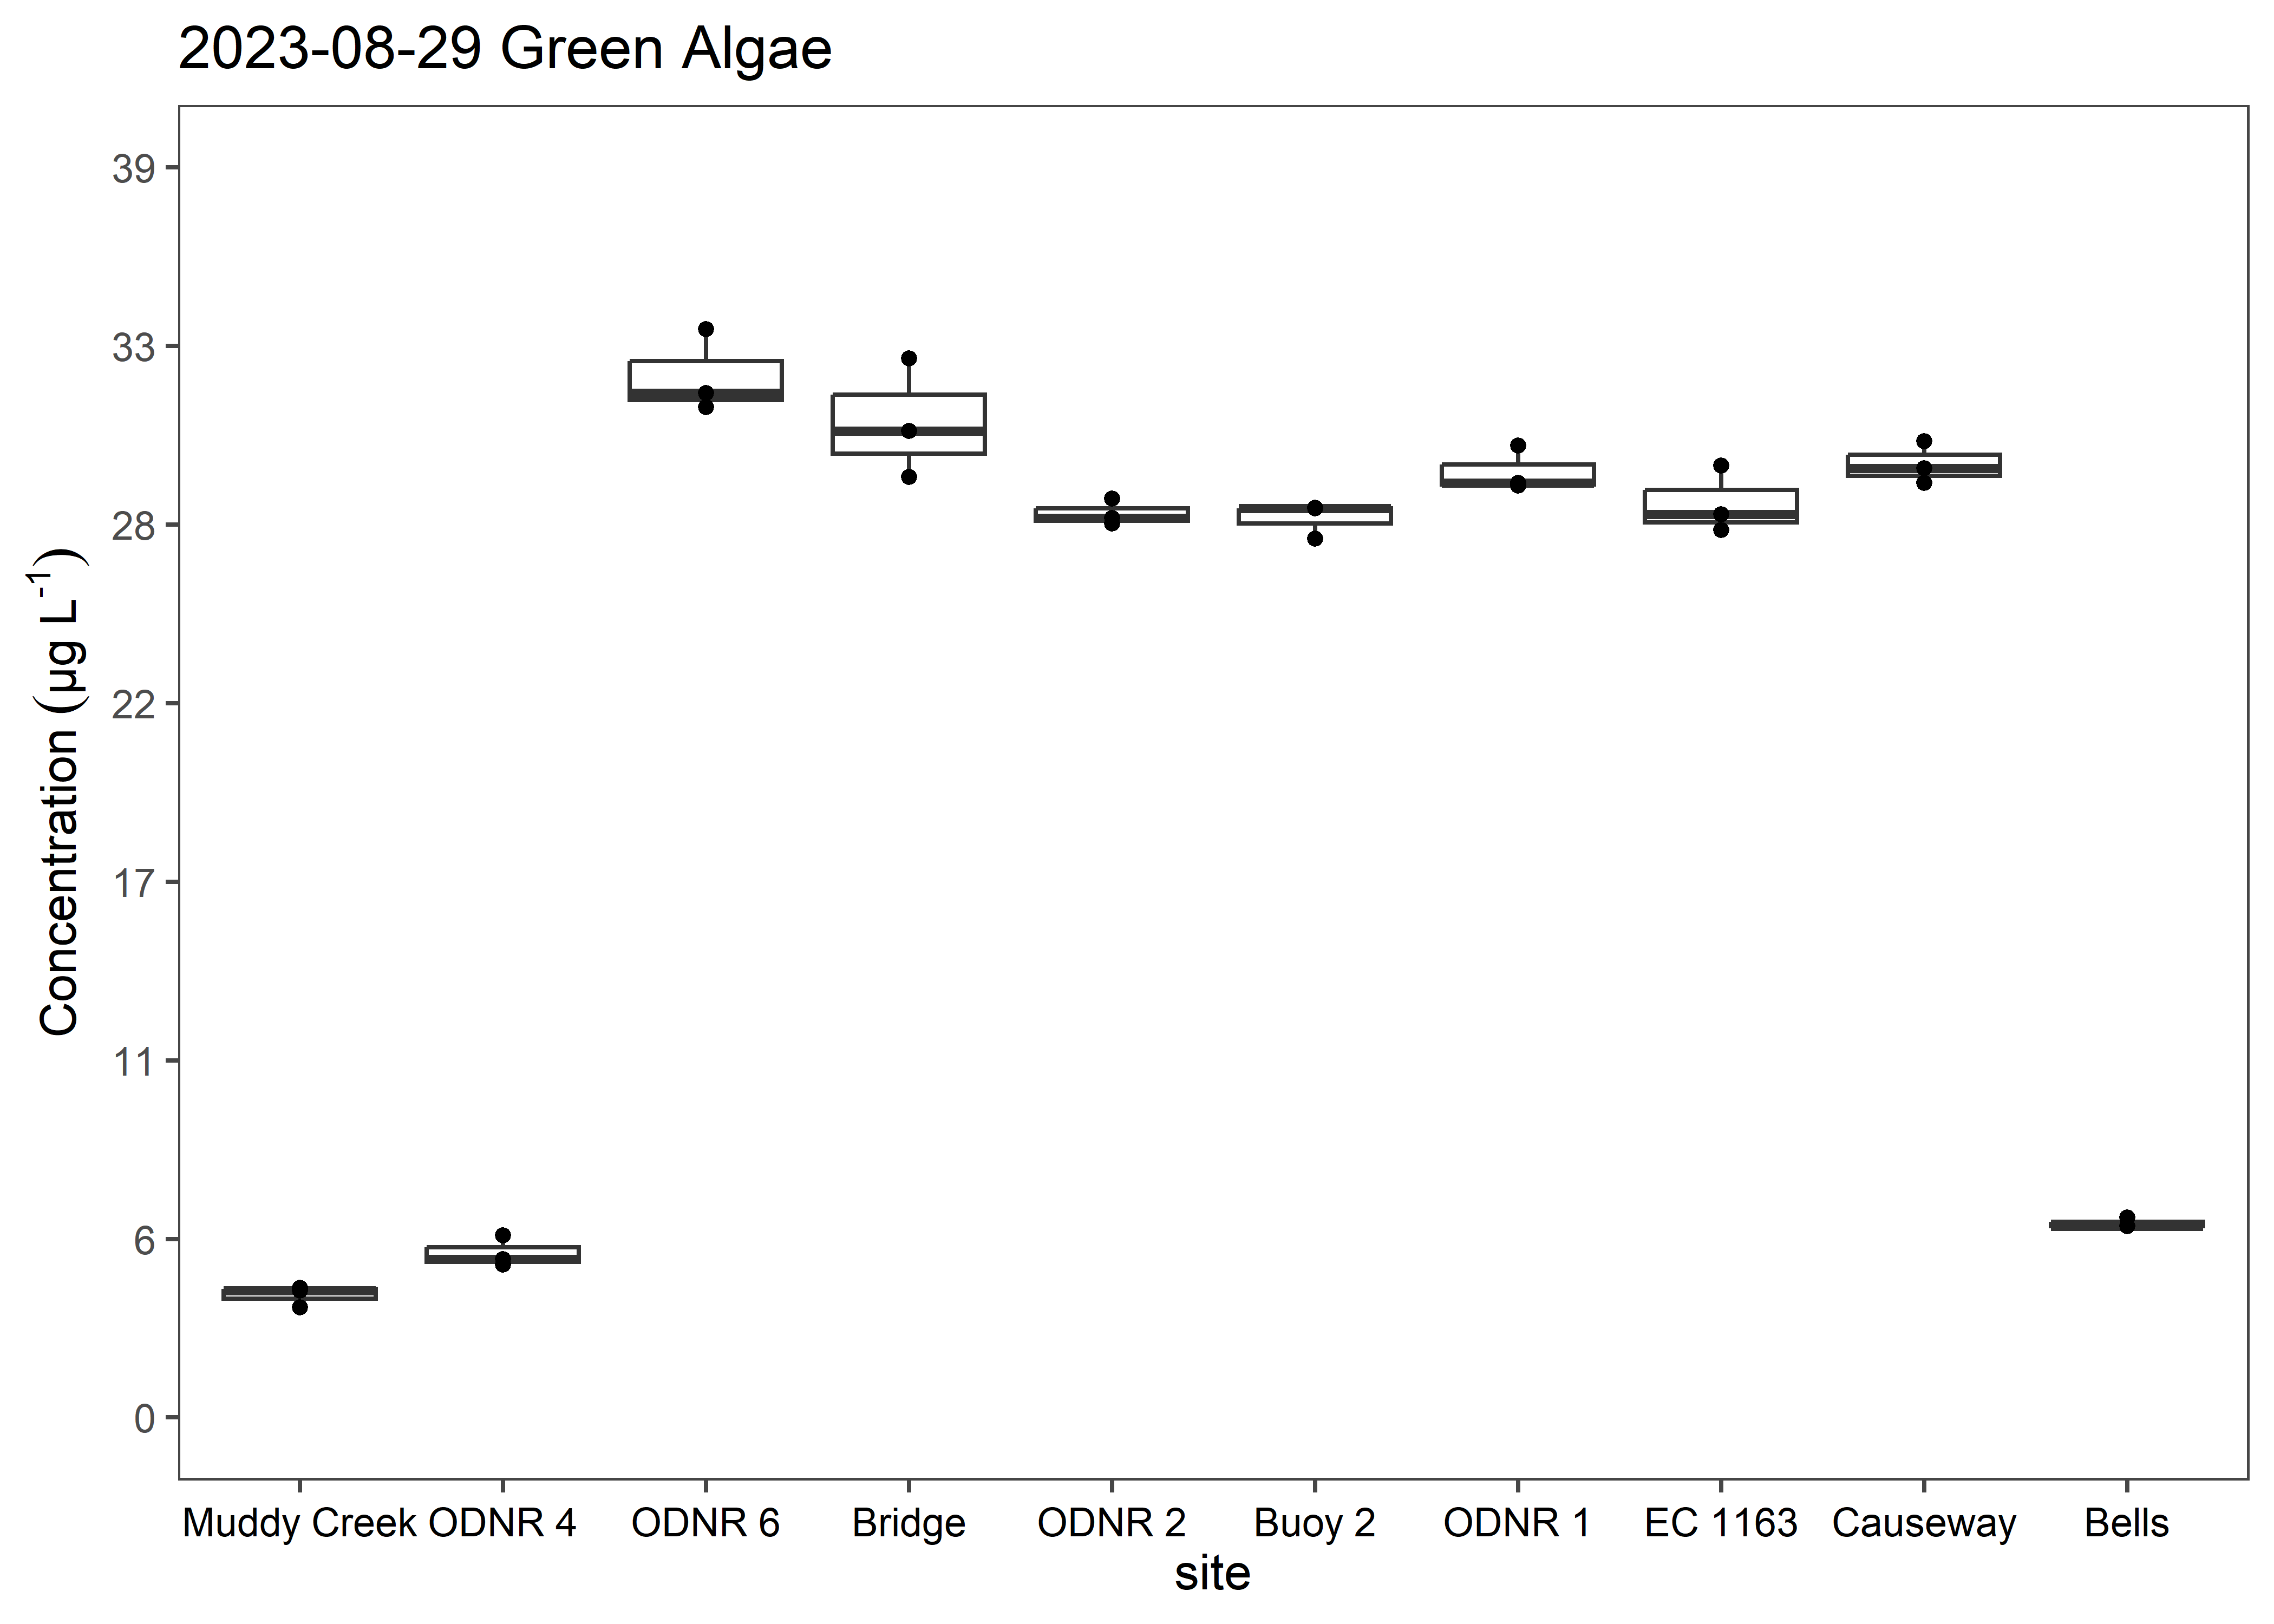 2023-08-29 Green Algae
39
33
28
22
17
11
6
0
Concentration (µg L⁻¹)
Muddy Creek ODNR 4 ODNR 6 Bridge ODNR 2 Buoy 2 ODNR 1 EC 1163 Causeway Bells
site